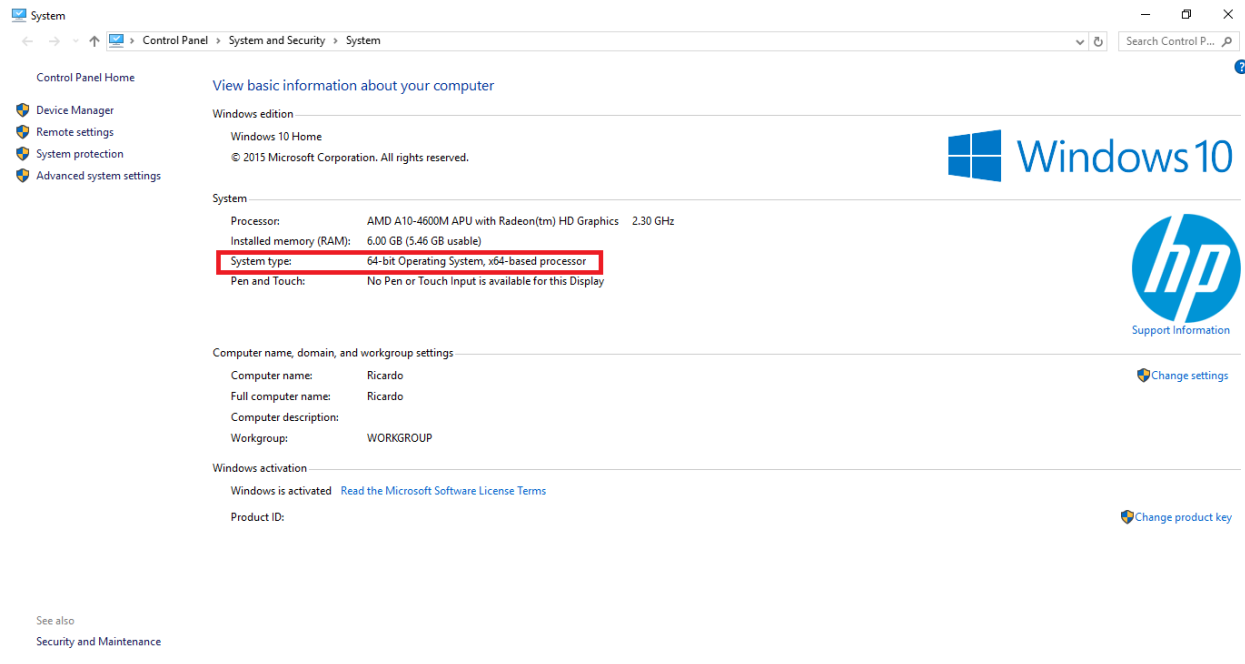 System
Control Panel > System and Security > System
Search Control P...
?
Control Panel Home
Device Manager
Remote settings
System protection
Advanced system settings
View basic information about your computer
Windows edition
Windows 10 Home
© 2015 Microsoft Corporation. All rights reserved.
Windows 10
System
Processor: AMD A10-4600M APU with Radeon(tm) HD Graphics 2.30 GHz
Installed memory (RAM): 6.00 GB (5.46 GB usable)
System type: 64-bit Operating System, x64-based processor
Pen and Touch: No Pen or Touch Input is available for this Display
hp
Support Information
Computer name, domain, and workgroup settings
Computer name: Ricardo
Change settings
Full computer name: Ricardo
Computer description:
Workgroup: WORKGROUP
Windows activation
Windows is activated Read the Microsoft Software License Terms
Product ID:
Change product key
See also
Security and Maintenance